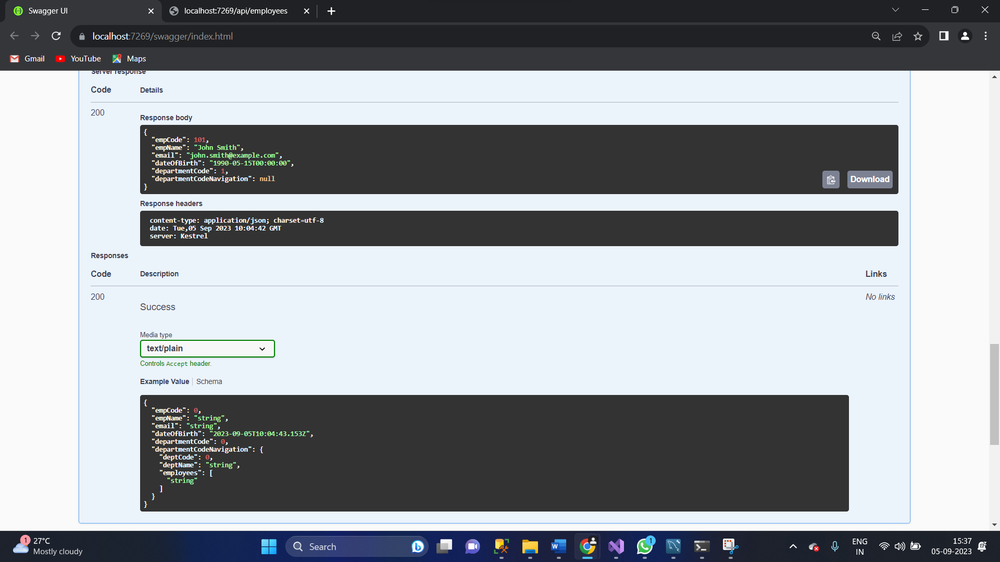 Swagger UI
localhost:7269/api/employees
localhost:7269/swagger/index.html
Gmail
YouTube
Maps
Server response
Code Details
200
Response body
{
"empCode": 101,
"empName": "John Smith",
"email": "john.smith@example.com",
"dateOfBirth": "1990-05-15T00:00:00",
"departmentCode": 1,
"departmentCodeNavigation": null
}
Download
Response headers
content-type: application/json; charset=utf-8
date: Tue,05 Sep 2023 10:04:42 GMT
server: Kestrel
Responses
Code Description Links
200 No links
Success
Media type
text/plain
Controls Accept header.
Example Value Schema
{
"empCode": 0,
"empName": "string",
"email": "string",
"dateOfBirth": "2023-09-05T10:04:43.153Z",
"departmentCode": 0,
"departmentCodeNavigation": {
"deptCode": 0,
"deptName": "string",
"employees": [
"string"
]
}
}
1
27°C
Mostly cloudy
Search
1
ENG
IN
15:37
05-09-2023